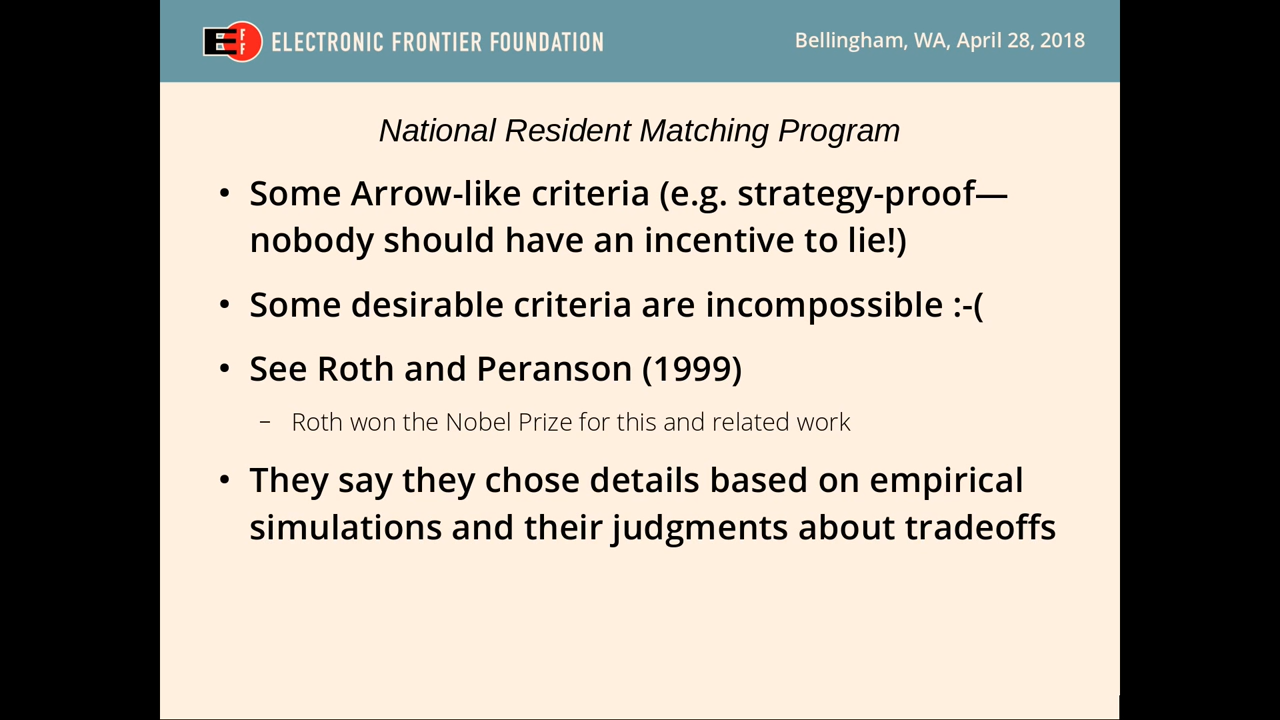 EFF ELECTRONIC FRONTIER FOUNDATION
Bellingham, WA, April 28, 2018
National Resident Matching Program
• Some Arrow-like criteria (e.g. strategy-proof—
nobody should have an incentive to lie!)
• Some desirable criteria are incompossible :-(
• See Roth and Peranson (1999)
– Roth won the Nobel Prize for this and related work
• They say they chose details based on empirical
simulations and their judgments about tradeoffs